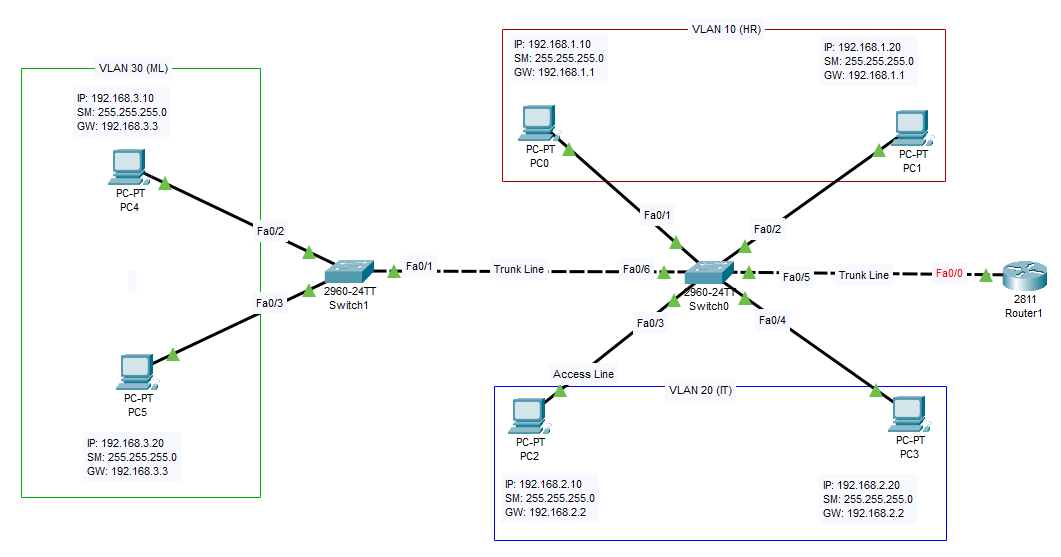 VLAN 10 (HR)
IP: 192.168.1.10
SM: 255.255.255.0
GW: 192.168.1.1
IP: 192.168.1.20
SM: 255.255.255.0
GW: 192.168.1.1
PC-PT
PC0
PC-PT
PC1
VLAN 30 (ML)
IP: 192.168.3.10
SM: 255.255.255.0
GW: 192.168.3.3
PC-PT
PC4
Fa0/2
Fa0/3
PC-PT
PC5
IP: 192.168.3.20
SM: 255.255.255.0
GW: 192.168.3.3
2960-24TT
Switch1
Fa0/1
Trunk Line
Fa0/6
Fa0/1
Fa0/2
2960-24TT
Switch0
Fa0/5
Trunk Line
Fa0/0
2811
Router1
Fa0/3
Fa0/4
Access Line
VLAN 20 (IT)
PC-PT
PC2
PC-PT
PC3
IP: 192.168.2.10
SM: 255.255.255.0
GW: 192.168.2.2
IP: 192.168.2.20
SM: 255.255.255.0
GW: 192.168.2.2